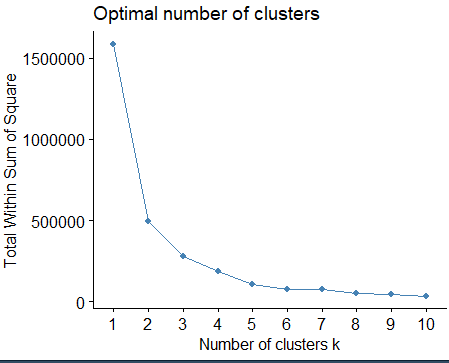 Optimal number of clusters
Total Within Sum of Square
1500000
1000000
500000
0
1 2 3 4 5 6 7 8 9 10
Number of clusters k